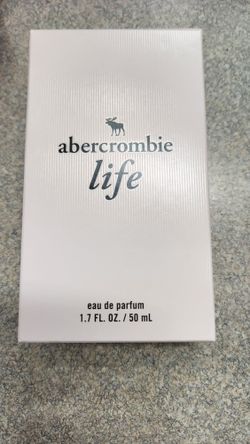 abercrombie
life
eau de parfum
1.7 FL. OZ. / 50 mL